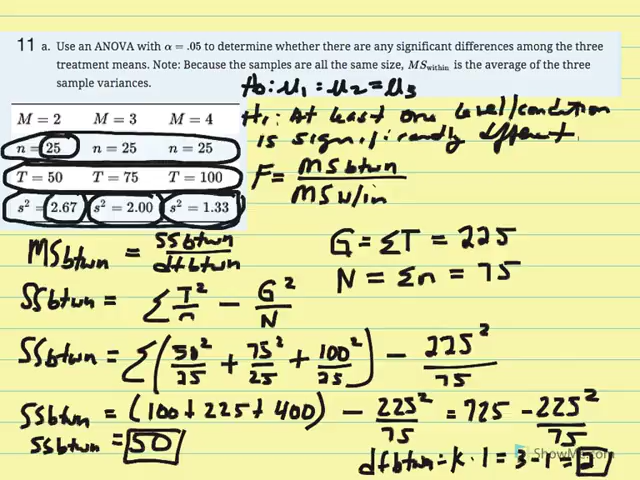 11 a. Use an ANOVA with α = .05 to determine whether there are any significant differences among the three
treatment means. Note: Because the samples are all the same size, MSwithin is the average of the three
sample variances.
H0: μ1 = μ2 = μ3
H1: At least one level/condition
is significantly different.
M = 2 M = 3 M = 4
n = 25 n = 25 n = 25
T = 50 T = 75 T = 100
s² = 2.67 s² = 2.00 s² = 1.33
F = MSbtwn / MSw/in
MSbtwn = SSbtwn / dfbtwn
G = ΣT = 225
N = Σn = 75
SSbtwn = Σ T²/n - G²/N
SSbtwn = Σ(50²/25 + 75²/25 + 100²/25) - 225²/75
SSbtwn = (100 + 225 + 400) - 225²/75 = 725 - 225²/75
SSbtwn = 50
dfbtwn = k - 1 = 3 - 1 = 2
ShowMe.com